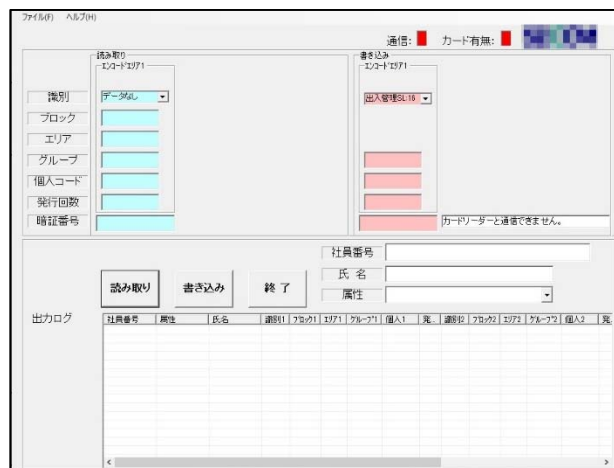 ファイル(F) ヘルプ(H)
通信: カード有無:
読み取り
エンコードエリア1
書き込み
エンコードエリア1
識別 データなし 出入管理SL:16
ブロック
エリア
グループ
個人コード
発行回数
暗証番号 カードリーダーと通信できません。
社員番号
氏 名
属性
読み取り 書き込み 終 了
出力ログ
社員番号 属性 氏名 識別1 ブロック1 エリア1 グループ1 個人1 発.. 識別2 ブロック2 エリア2 グループ2 個人2 発